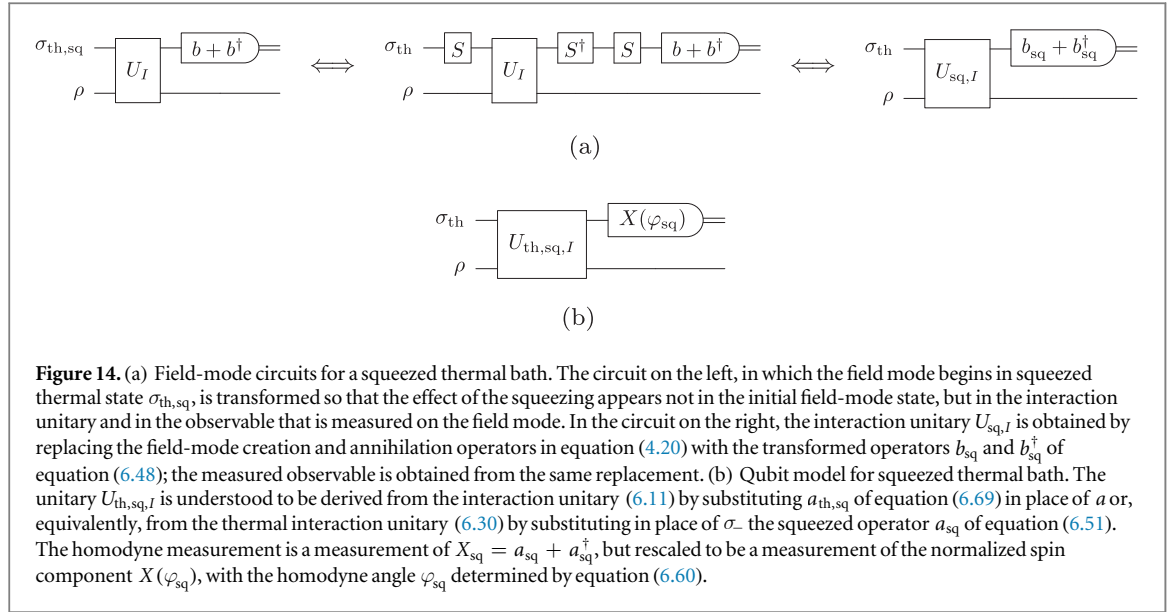 σ_th,sq U_I b + b† ⟺ σ_th S U_I S† S b + b† ⟺ σ_th U_sq,I b_sq + b†_sq
ρ ρ ρ
(a)
σ_th U_th,sq,I X(φ_sq)
ρ
(b)
Figure 14. (a) Field-mode circuits for a squeezed thermal bath. The circuit on the left, in which the field mode begins in squeezed
thermal state σ_th,sq, is transformed so that the effect of the squeezing appears not in the initial field-mode state, but in the interaction
unitary and in the observable that is measured on the field mode. In the circuit on the right, the interaction unitary U_sq,I is obtained by
replacing the field-mode creation and annihilation operators in equation (4.20) with the transformed operators b_sq and b†_sq of
equation (6.48); the measured observable is obtained from the same replacement. (b) Qubit model for squeezed thermal bath. The
unitary U_th,sq,I is understood to be derived from the interaction unitary (6.11) by substituting a_th,sq of equation (6.69) in place of a or,
equivalently, from the thermal interaction unitary (6.30) by substituting in place of σ_− the squeezed operator a_sq of equation (6.51).
The homodyne measurement is a measurement of X_sq = a_sq + a†_sq, but rescaled to be a measurement of the normalized spin
component X(φ_sq), with the homodyne angle φ_sq determined by equation (6.60).